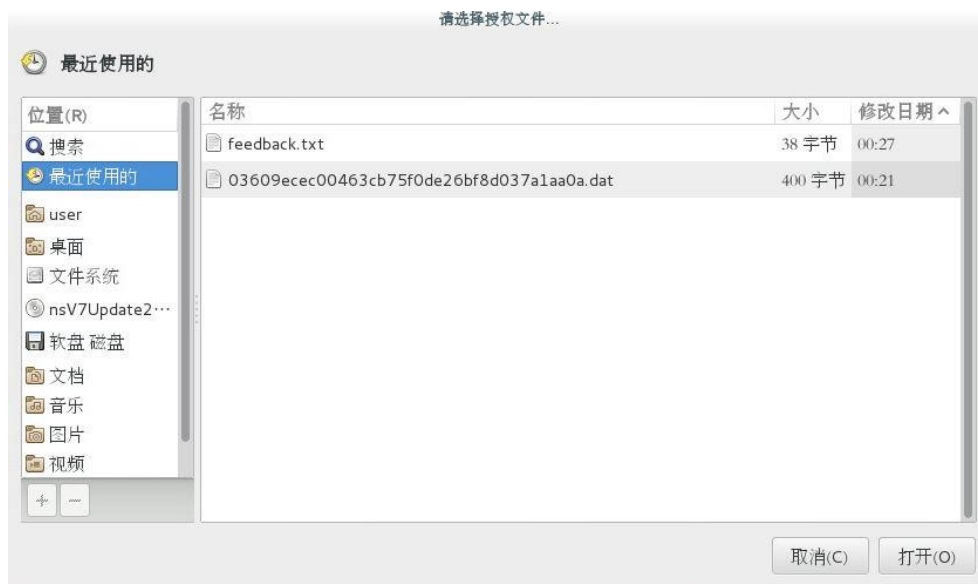 请选择授权文件...
最近使用的
位置(R)
名称 大小 修改日期
搜索
feedback.txt 38 字节 00:27
最近使用的
03609ecec00463cb75f0de26bf8d037a1aa0a.dat 400 字节 00:21
user
桌面
文件系统
nsV7Update2…
软盘 磁盘
文档
音乐
图片
视频
取消(C) 打开(O)